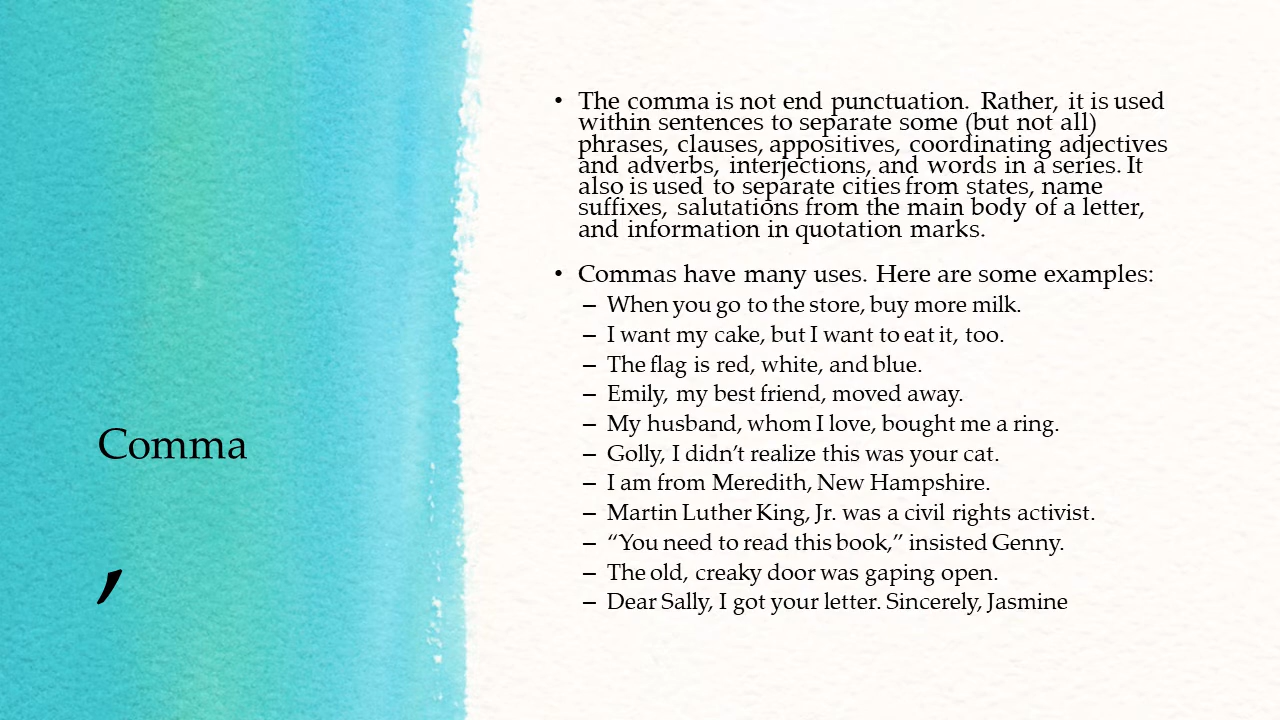 Comma
,
• The comma is not end punctuation. Rather, it is used
within sentences to separate some (but not all)
phrases, clauses, appositives, coordinating adjectives
and adverbs, interjections, and words in a series. It
also is used to separate cities from states, name
suffixes, salutations from the main body of a letter,
and information in quotation marks.
• Commas have many uses. Here are some examples:
– When you go to the store, buy more milk.
– I want my cake, but I want to eat it, too.
– The flag is red, white, and blue.
– Emily, my best friend, moved away.
– My husband, whom I love, bought me a ring.
– Golly, I didn’t realize this was your cat.
– I am from Meredith, New Hampshire.
– Martin Luther King, Jr. was a civil rights activist.
– “You need to read this book,” insisted Genny.
– The old, creaky door was gaping open.
– Dear Sally, I got your letter. Sincerely, Jasmine